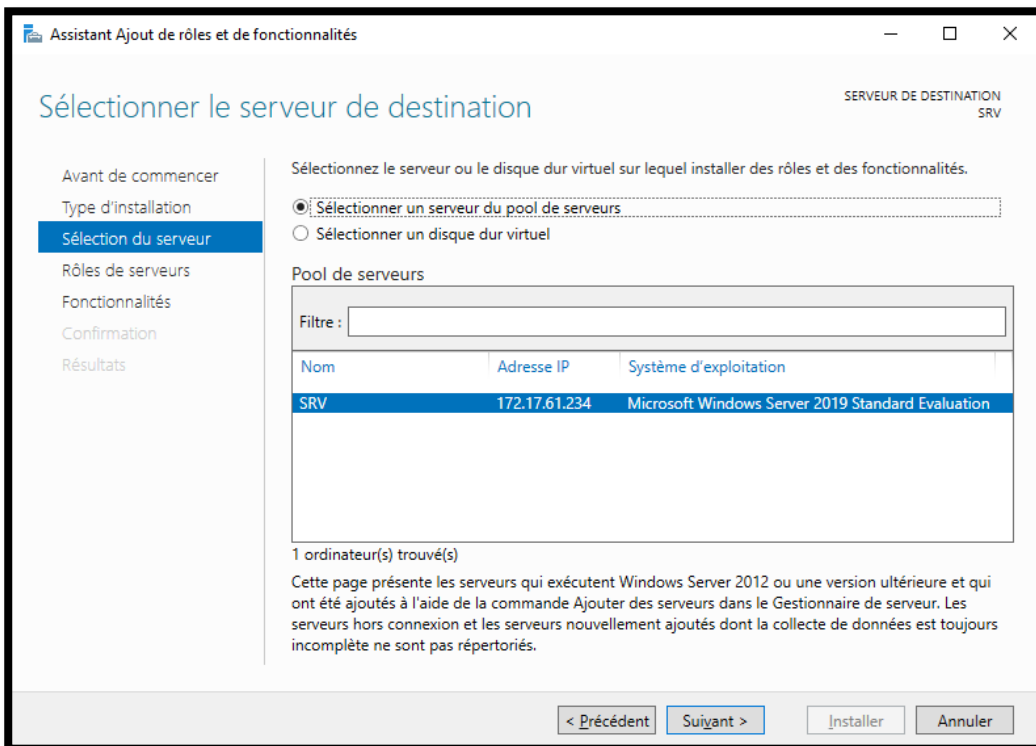 Assistant Ajout de rôles et de fonctionnalités
Sélectionner le serveur de destination
SERVEUR DE DESTINATION
SRV
Avant de commencer
Type d'installation
Sélection du serveur
Rôles de serveurs
Fonctionnalités
Confirmation
Résultats
Sélectionnez le serveur ou le disque dur virtuel sur lequel installer des rôles et des fonctionnalités.
Sélectionner un serveur du pool de serveurs
Sélectionner un disque dur virtuel
Pool de serveurs
Filtre :
Nom Adresse IP Système d'exploitation
SRV 172.17.61.234 Microsoft Windows Server 2019 Standard Evaluation
1 ordinateur(s) trouvé(s)
Cette page présente les serveurs qui exécutent Windows Server 2012 ou une version ultérieure et qui
ont été ajoutés à l'aide de la commande Ajouter des serveurs dans le Gestionnaire de serveur. Les
serveurs hors connexion et les serveurs nouvellement ajoutés dont la collecte de données est toujours
incomplète ne sont pas répertoriés.
< Précédent Suivant > Installer Annuler